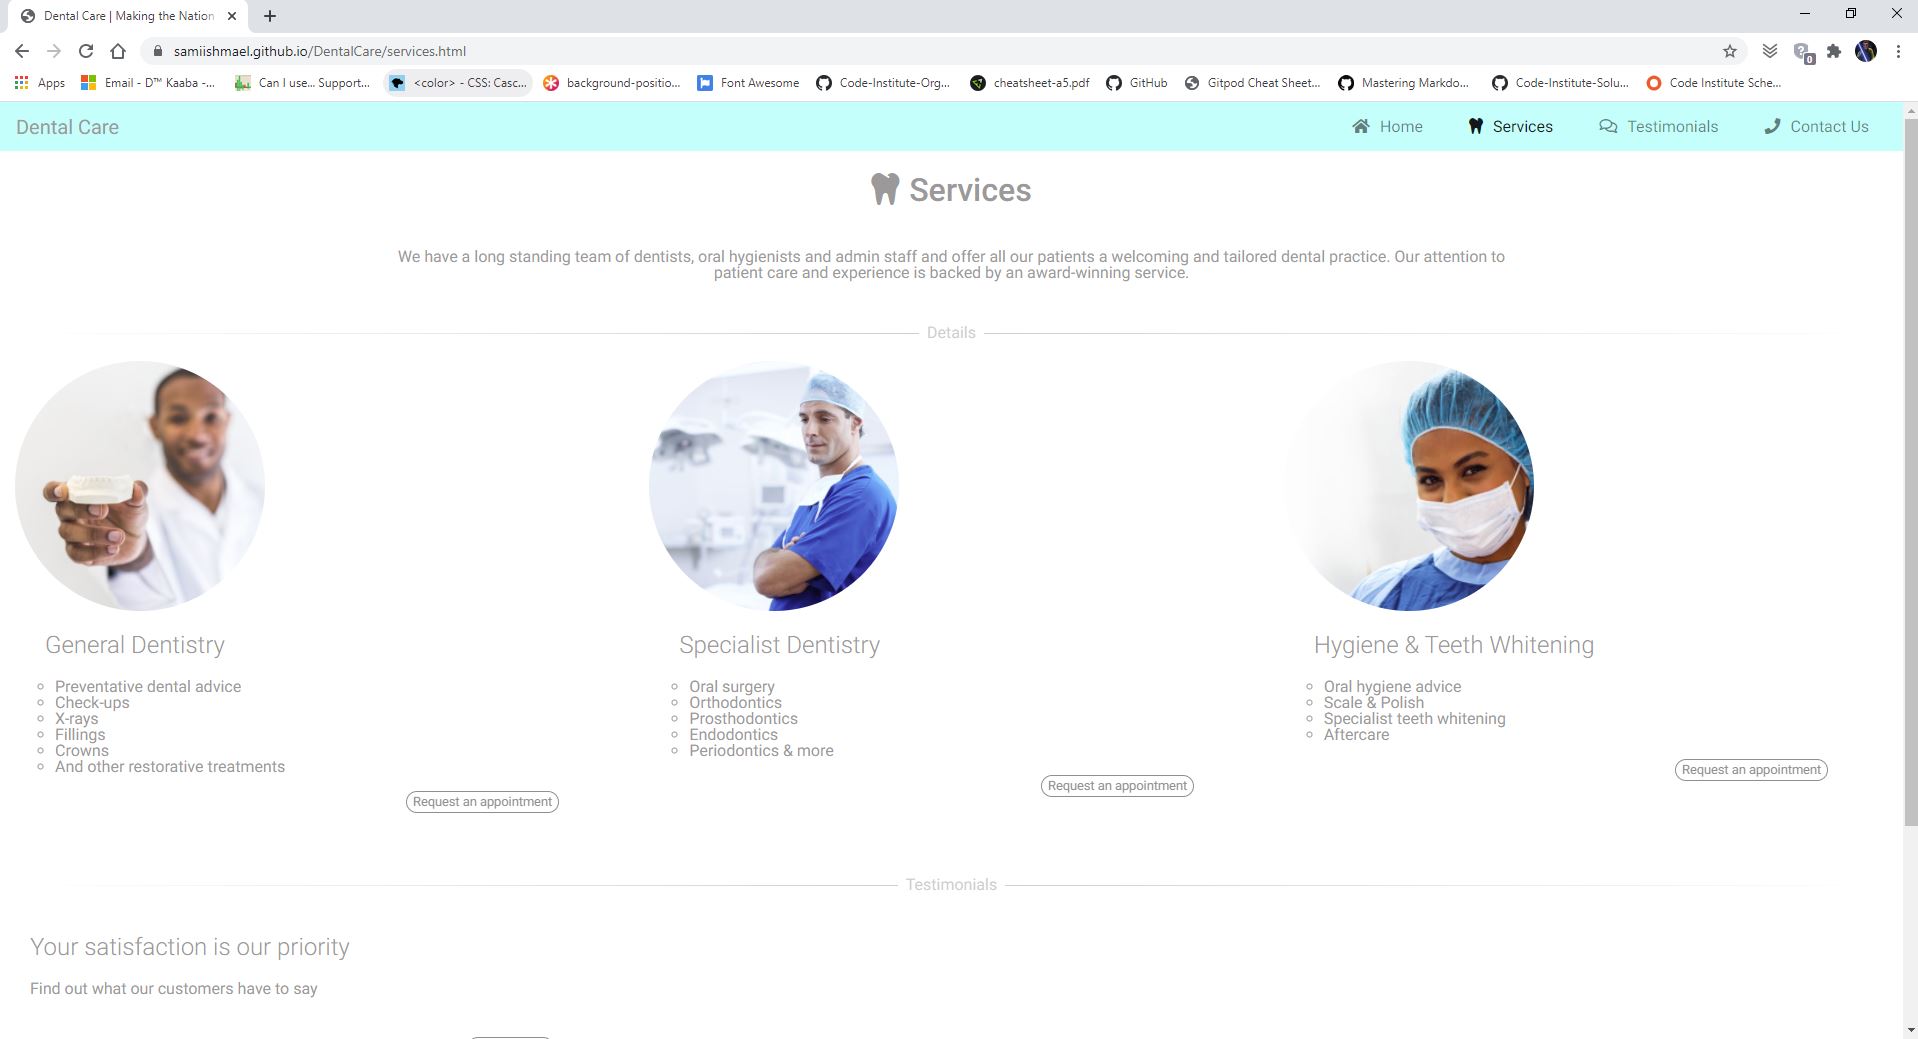 Dental Care | Making the Nation
samiishmael.github.io/DentalCare/services.html
0
Apps
Email - D™ Kaaba -...
Can I use... Support...
<color> - CSS: Casc...
background-positio...
Font Awesome
Code-Institute-Org...
cheatsheet-a5.pdf
GitHub
Gitpod Cheat Sheet...
Mastering Markdo...
Code-Institute-Solu...
Code Institute Sche...
Dental Care
Home
Services
Testimonials
Contact Us
Services
We have a long standing team of dentists, oral hygienists and admin staff and offer all our patients a welcoming and tailored dental practice. Our attention to
patient care and experience is backed by an award-winning service.
Details
General Dentistry
Preventative dental advice
Check-ups
X-rays
Fillings
Crowns
And other restorative treatments
Request an appointment
Specialist Dentistry
Oral surgery
Orthodontics
Prosthodontics
Endodontics
Periodontics & more
Request an appointment
Hygiene & Teeth Whitening
Oral hygiene advice
Scale & Polish
Specialist teeth whitening
Aftercare
Request an appointment
Testimonials
Your satisfaction is our priority
Find out what our customers have to say